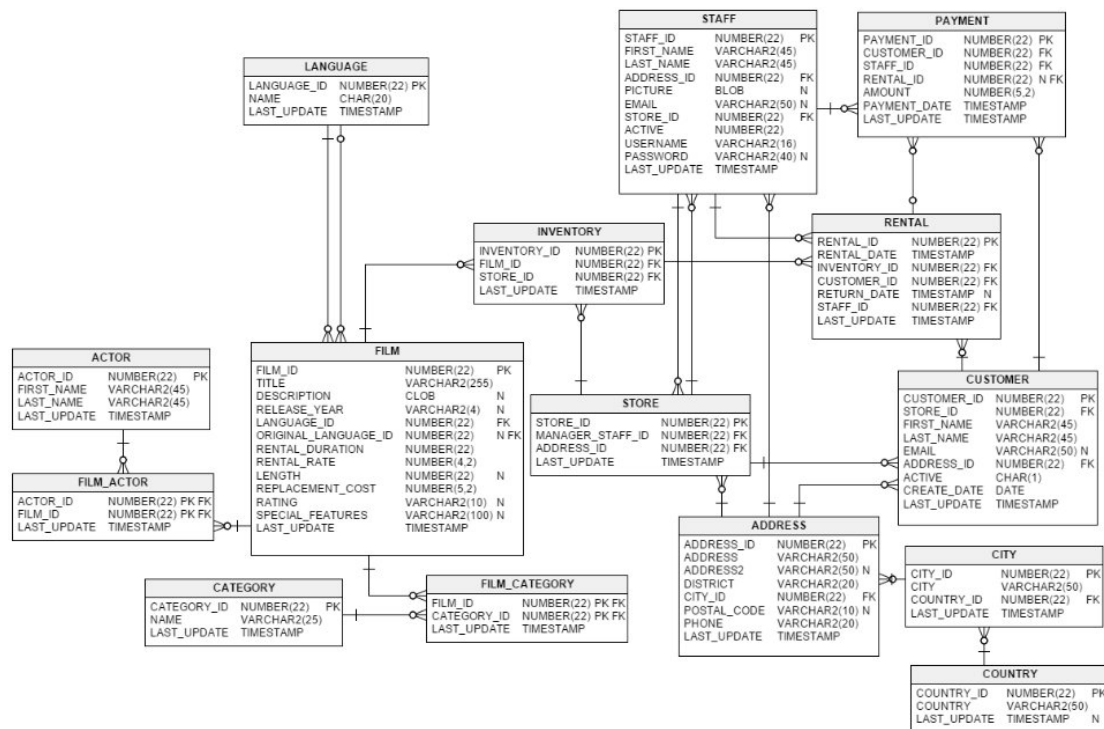 STAFF
STAFF_ID NUMBER(22) PK
FIRST_NAME VARCHAR2(45)
LAST_NAME VARCHAR2(45)
ADDRESS_ID NUMBER(22) FK
PICTURE BLOB N
EMAIL VARCHAR2(50) N
STORE_ID NUMBER(22) FK
ACTIVE NUMBER(22)
USERNAME VARCHAR2(16)
PASSWORD VARCHAR2(40) N
LAST_UPDATE TIMESTAMP
PAYMENT
PAYMENT_ID NUMBER(22) PK
CUSTOMER_ID NUMBER(22) FK
STAFF_ID NUMBER(22) FK
RENTAL_ID NUMBER(22) N FK
AMOUNT NUMBER(5,2)
PAYMENT_DATE TIMESTAMP
LAST_UPDATE TIMESTAMP
LANGUAGE
LANGUAGE_ID NUMBER(22) PK
NAME CHAR(20)
LAST_UPDATE TIMESTAMP
INVENTORY
INVENTORY_ID NUMBER(22) PK
FILM_ID NUMBER(22) FK
STORE_ID NUMBER(22) FK
LAST_UPDATE TIMESTAMP
RENTAL
RENTAL_ID NUMBER(22) PK
RENTAL_DATE TIMESTAMP
INVENTORY_ID NUMBER(22) FK
CUSTOMER_ID NUMBER(22) FK
RETURN_DATE TIMESTAMP N
STAFF_ID NUMBER(22) FK
LAST_UPDATE TIMESTAMP
ACTOR
ACTOR_ID NUMBER(22) PK
FIRST_NAME VARCHAR2(45)
LAST_NAME VARCHAR2(45)
LAST_UPDATE TIMESTAMP
FILM
FILM_ID NUMBER(22) PK
TITLE VARCHAR2(255)
DESCRIPTION CLOB N
RELEASE_YEAR VARCHAR2(4) N
LANGUAGE_ID NUMBER(22) FK
ORIGINAL_LANGUAGE_ID NUMBER(22) N FK
RENTAL_DURATION NUMBER(22)
RENTAL_RATE NUMBER(4,2)
LENGTH NUMBER(22) N
REPLACEMENT_COST NUMBER(5,2)
RATING VARCHAR2(10) N
SPECIAL_FEATURES VARCHAR2(100) N
LAST_UPDATE TIMESTAMP
STORE
STORE_ID NUMBER(22) PK
MANAGER_STAFF_ID NUMBER(22) FK
ADDRESS_ID NUMBER(22) FK
LAST_UPDATE TIMESTAMP
CUSTOMER
CUSTOMER_ID NUMBER(22) PK
STORE_ID NUMBER(22) FK
FIRST_NAME VARCHAR2(45)
LAST_NAME VARCHAR2(45)
EMAIL VARCHAR2(50) N
ADDRESS_ID NUMBER(22) FK
ACTIVE CHAR(1)
CREATE_DATE DATE
LAST_UPDATE TIMESTAMP
FILM_ACTOR
ACTOR_ID NUMBER(22) PK FK
FILM_ID NUMBER(22) PK FK
LAST_UPDATE TIMESTAMP
ADDRESS
ADDRESS_ID NUMBER(22) PK
ADDRESS VARCHAR2(50)
ADDRESS2 VARCHAR2(50) N
DISTRICT VARCHAR2(20)
CITY_ID NUMBER(22) FK
POSTAL_CODE VARCHAR2(10) N
PHONE VARCHAR2(20)
LAST_UPDATE TIMESTAMP
CATEGORY
CATEGORY_ID NUMBER(22) PK
NAME VARCHAR2(25)
LAST_UPDATE TIMESTAMP
FILM_CATEGORY
FILM_ID NUMBER(22) PK FK
CATEGORY_ID NUMBER(22) PK FK
LAST_UPDATE TIMESTAMP
CITY
CITY_ID NUMBER(22) PK
CITY VARCHAR2(50)
COUNTRY_ID NUMBER(22) FK
LAST_UPDATE TIMESTAMP
COUNTRY
COUNTRY_ID NUMBER(22) PK
COUNTRY VARCHAR2(50)
LAST_UPDATE TIMESTAMP N